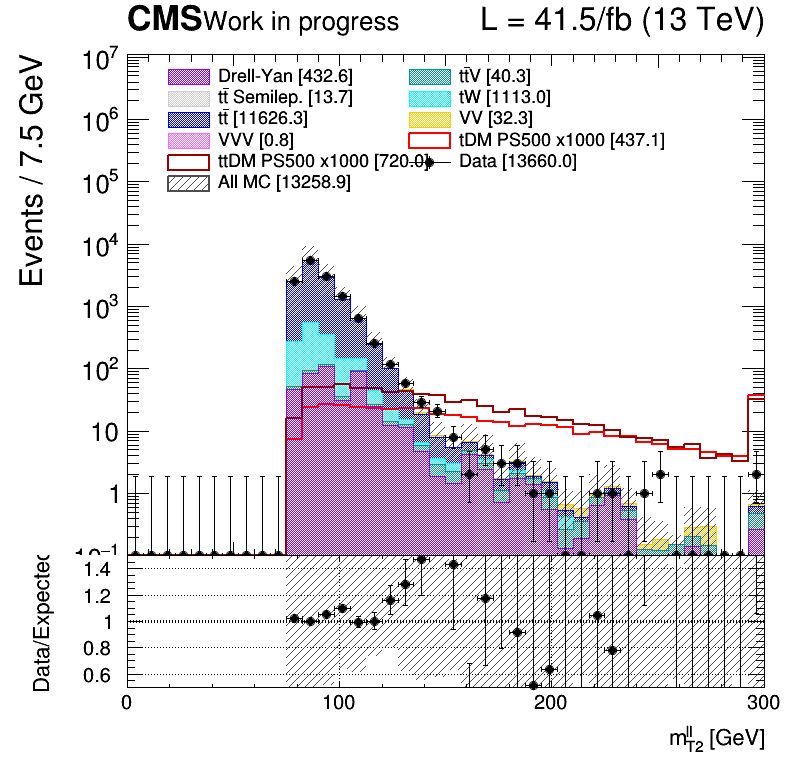 CMS Work in progress L = 41.5/fb (13 TeV)
Events / 7.5 GeV
10⁷
10⁶
10⁵
10⁴
10³
10²
10
1
10⁻¹
Drell-Yan [432.6]
tt̄ Semilep. [13.7]
tt̄ [11626.3]
VVV [0.8]
ttDM PS500 x1000 [720.0]
All MC [13258.9]
tt̄V [40.3]
tW [1113.0]
VV [32.3]
tDM PS500 x1000 [437.1]
Data [13660.0]
Data/Expected
1.4
1.2
1
0.8
0.6
0 100 200 300
m_T2^ll [GeV]